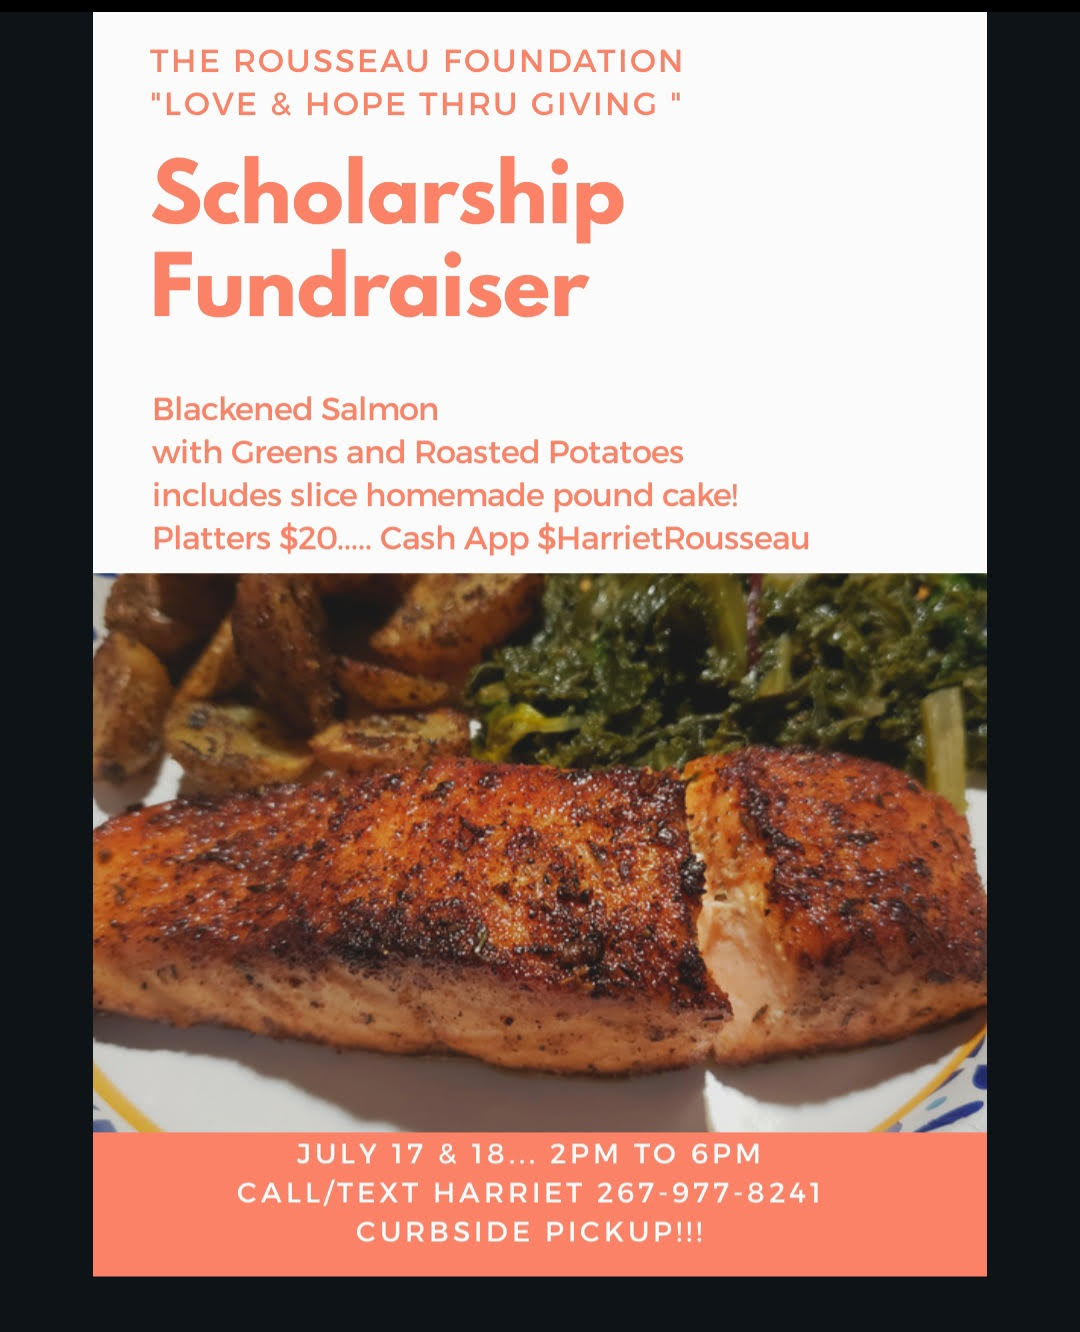 THE ROUSSEAU FOUNDATION
"LOVE & HOPE THRU GIVING "
Scholarship
Fundraiser
Blackened Salmon
with Greens and Roasted Potatoes
includes slice homemade pound cake!
Platters $20..... Cash App $HarrietRousseau
JULY 17 & 18... 2PM TO 6PM
CALL/TEXT HARRIET 267-977-8241
CURBSIDE PICKUP!!!